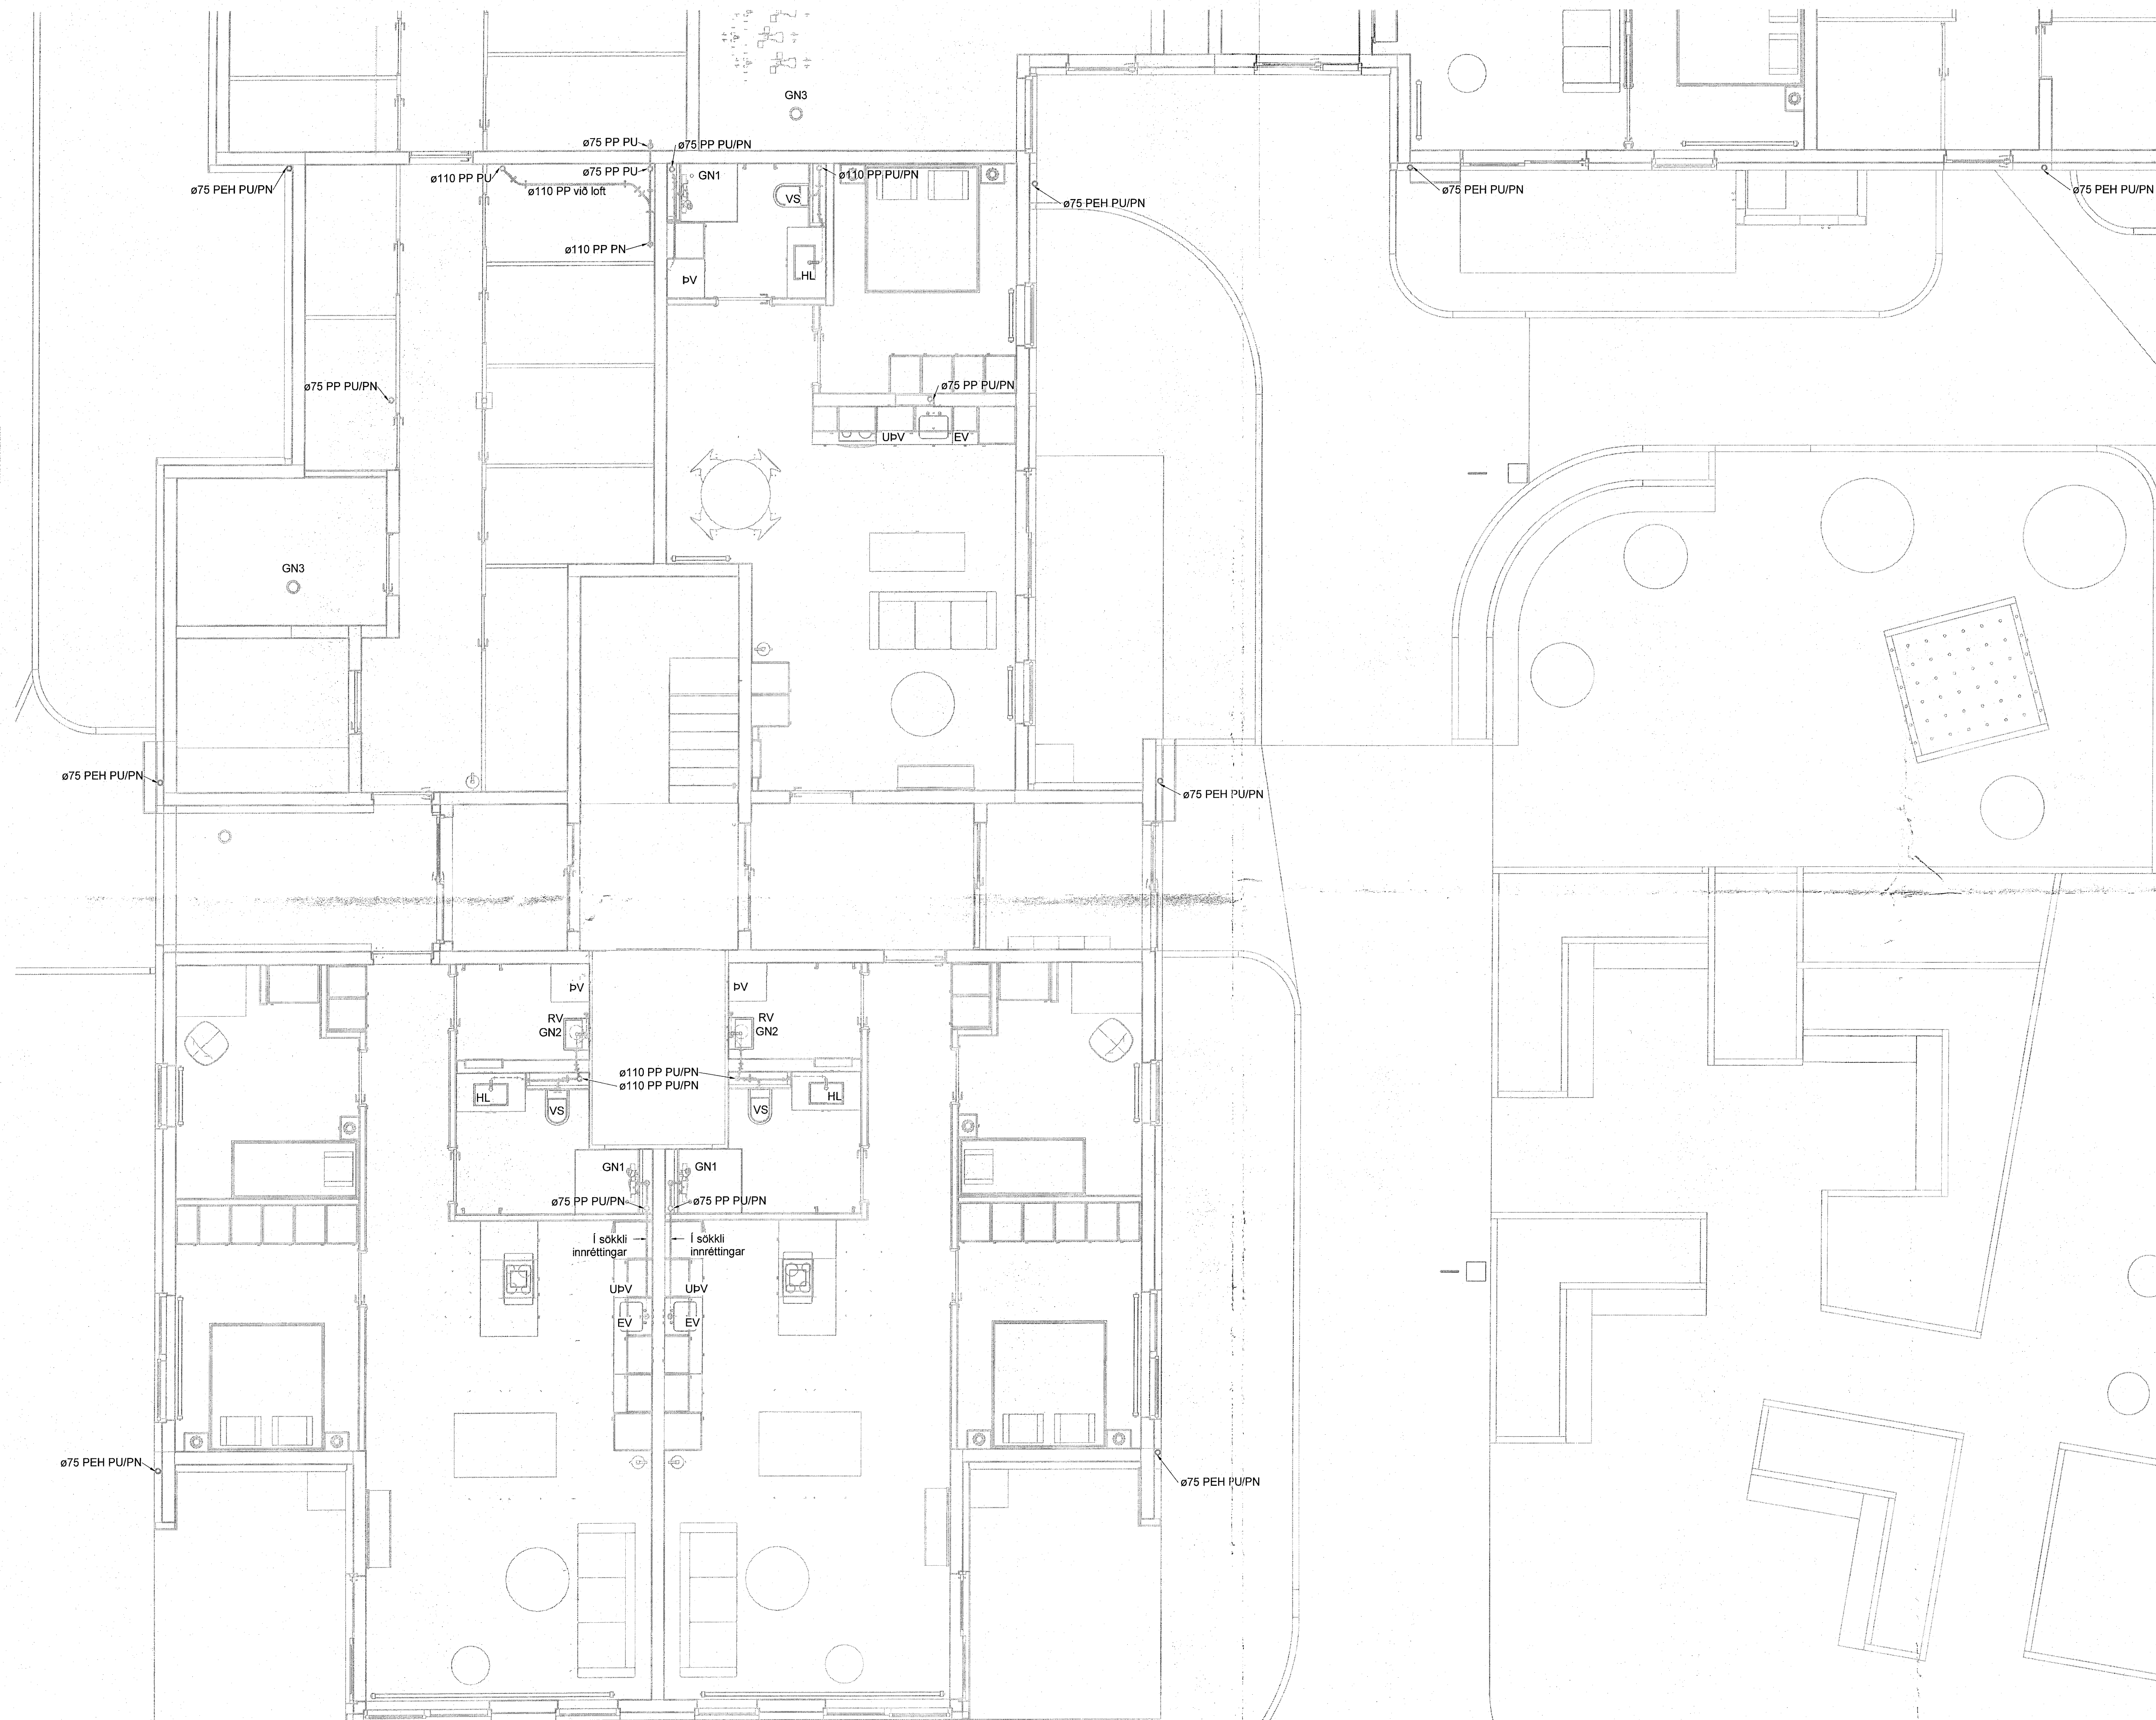 GN3
ø75 PP PU
ø75 PP PU/PN
ø110 PP PU
ø75 PP PU
GN1
ø110 PP PU/PN
ø75 PEH PU/PN
ø110 PP við loft
VS
ø75 PEH PU/PN
ø75 PEH PU/PN
ø75 PEH PU/PN
ø110 PP PN
ÞV
HL
ø75 PP PU/PN
ø75 PP PU/PN
UÞV
EV
GN3
ø75 PEH PU/PN
ø75 PEH PU/PN
ÞV
ÞV
RV
GN2
RV
GN2
ø110 PP PU/PN
ø110 PP PU/PN
HL
VS
VS
HL
GN1
GN1
ø75 PP PU/PN
ø75 PP PU/PN
Í sökkli
innréttingar
Í sökkli
innréttingar
UÞV
UÞV
EV
EV
ø75 PEH PU/PN
ø75 PEH PU/PN